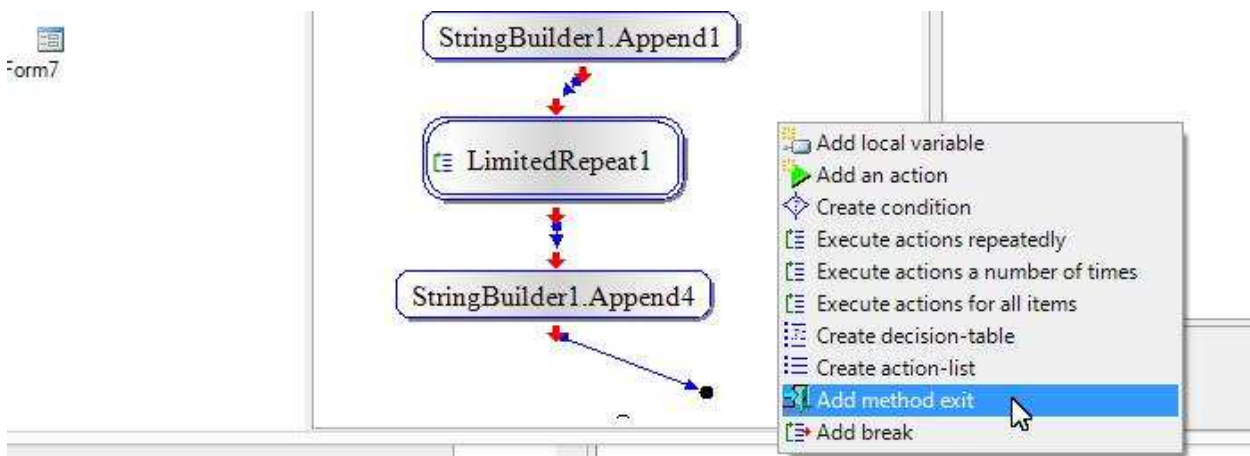 StringBuilder1.Append1
Form7
LimitedRepeat1
StringBuilder1.Append4
Add local variable
Add an action
Create condition
Execute actions repeatedly
Execute actions a number of times
Execute actions for all items
Create decision-table
Create action-list
Add method exit
Add break